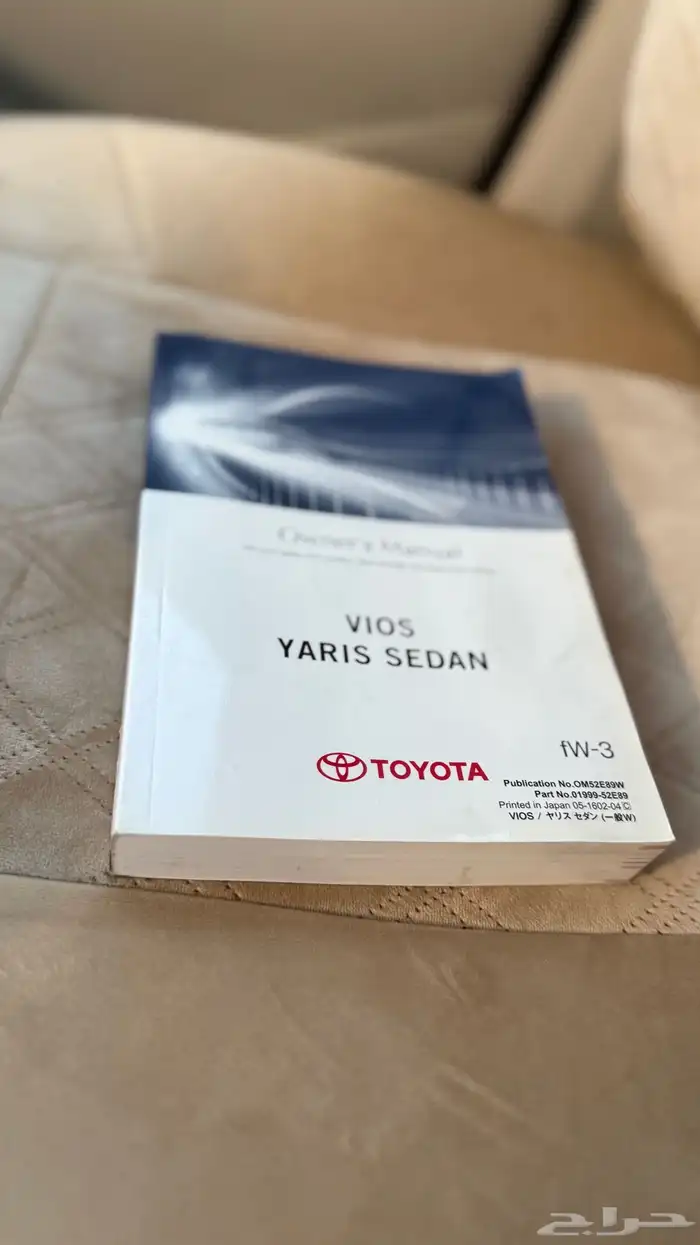 Owner's Manual
VIOS
YARIS SEDAN
fW-3
TOYOTA
Publication No.OM52E89W
Part No.01999-52E89
Printed in Japan 05-1602-04Ⓒ
VIOS / ヤリス セダン (一般W)
حراج